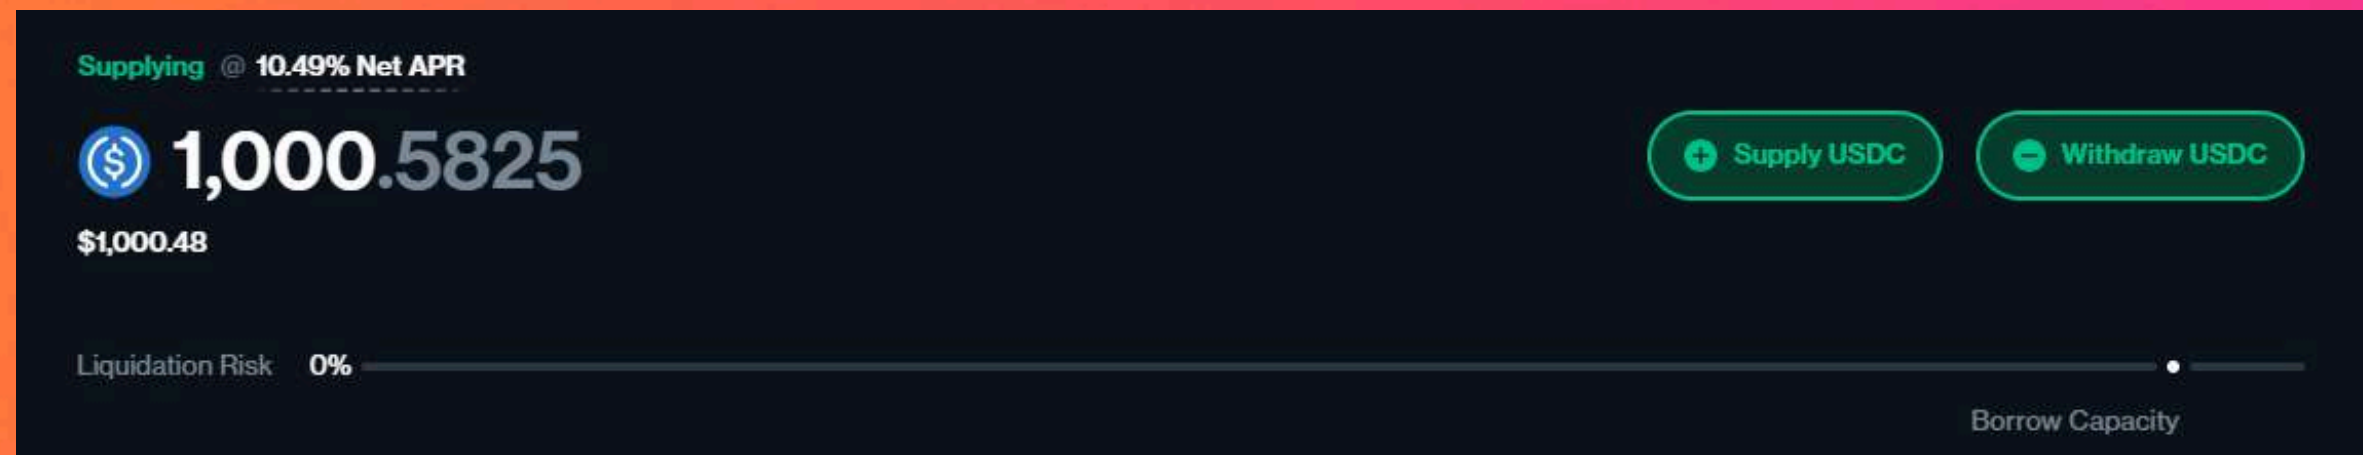 Supplying @ 10.49% Net APR
1,000.5825
Supply USDC
Withdraw USDC
$1,000.48
Liquidation Risk 0%
Borrow Capacity